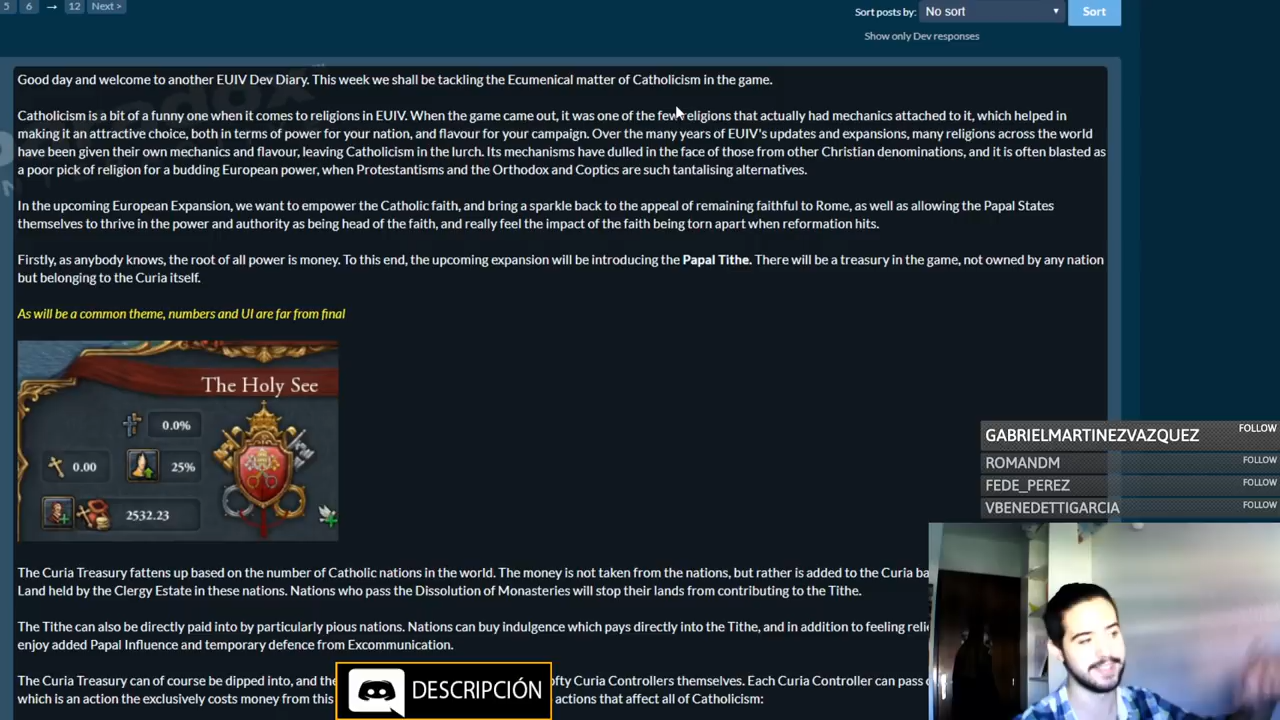 5 6 → 12 Next >
Sort posts by: No sort Sort
Show only Dev responses
Good day and welcome to another EUIV Dev Diary. This week we shall be tackling the Ecumenical matter of Catholicism in the game.
Catholicism is a bit of a funny one when it comes to religions in EUIV. When the game came out, it was one of the few religions that actually had mechanics attached to it, which helped in
making it an attractive choice, both in terms of power for your nation, and flavour for your campaign. Over the many years of EUIV's updates and expansions, many religions across the world
have been given their own mechanics and flavour, leaving Catholicism in the lurch. Its mechanisms have dulled in the face of those from other Christian denominations, and it is often blasted as
a poor pick of religion for a budding European power, when Protestantisms and the Orthodox and Coptics are such tantalising alternatives.
In the upcoming European Expansion, we want to empower the Catholic faith, and bring a sparkle back to the appeal of remaining faithful to Rome, as well as allowing the Papal States
themselves to thrive in the power and authority as being head of the faith, and really feel the impact of the faith being torn apart when reformation hits.
Firstly, as anybody knows, the root of all power is money. To this end, the upcoming expansion will be introducing the Papal Tithe. There will be a treasury in the game, not owned by any nation
but belonging to the Curia itself.
As will be a common theme, numbers and UI are far from final
The Holy See
0.0%
0.00 25%
2532.23
GABRIELMARTINEZVAZQUEZ FOLLOW
ROMANDM FOLLOW
FEDE_PEREZ FOLLOW
VBENEDETTIGARCIA FOLLOW
The Curia Treasury fattens up based on the number of Catholic nations in the world. The money is not taken from the nations, but rather is added to the Curia ba
Land held by the Clergy Estate in these nations. Nations who pass the Dissolution of Monasteries will stop their lands from contributing to the Tithe.
The Tithe can also be directly paid into by particularly pious nations. Nations can buy indulgence which pays directly into the Tithe, and in addition to feeling relie
enjoy added Papal Influence and temporary defence from Excommunication.
The Curia Treasury can of course be dipped into, and the fty Curia Controllers themselves. Each Curia Controller can pass
which is an action the exclusively costs money from this actions that affect all of Catholicism:
DESCRIPCIÓN